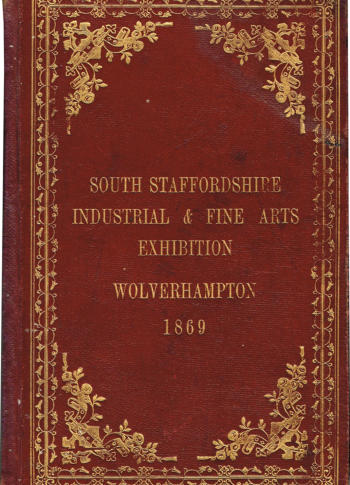 SOUTH STAFFORDSHIRE
INDUSTRIAL & FINE ARTS
EXHIBITION
WOLVERHAMPTON
1869